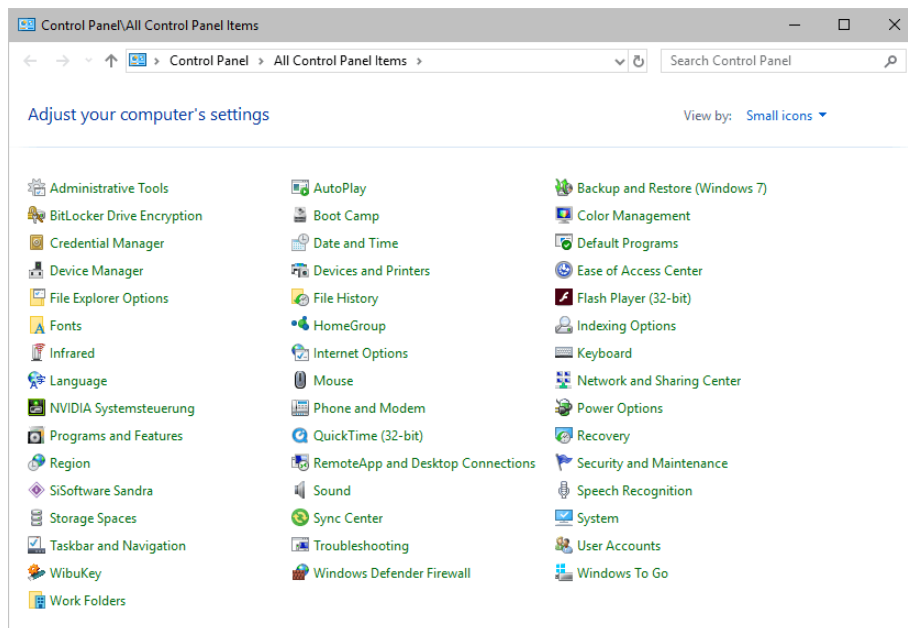 Control Panel\All Control Panel Items
Control Panel > All Control Panel Items >
Search Control Panel
Adjust your computer's settings
View by: Small icons
Administrative Tools
AutoPlay
Backup and Restore (Windows 7)
BitLocker Drive Encryption
Boot Camp
Color Management
Credential Manager
Date and Time
Default Programs
Device Manager
Devices and Printers
Ease of Access Center
File Explorer Options
File History
Flash Player (32-bit)
Fonts
HomeGroup
Indexing Options
Infrared
Internet Options
Keyboard
Language
Mouse
Network and Sharing Center
NVIDIA Systemsteuerung
Phone and Modem
Power Options
Programs and Features
QuickTime (32-bit)
Recovery
Region
RemoteApp and Desktop Connections
Security and Maintenance
SiSoftware Sandra
Sound
Speech Recognition
Storage Spaces
Sync Center
System
Taskbar and Navigation
Troubleshooting
User Accounts
WibuKey
Windows Defender Firewall
Windows To Go
Work Folders